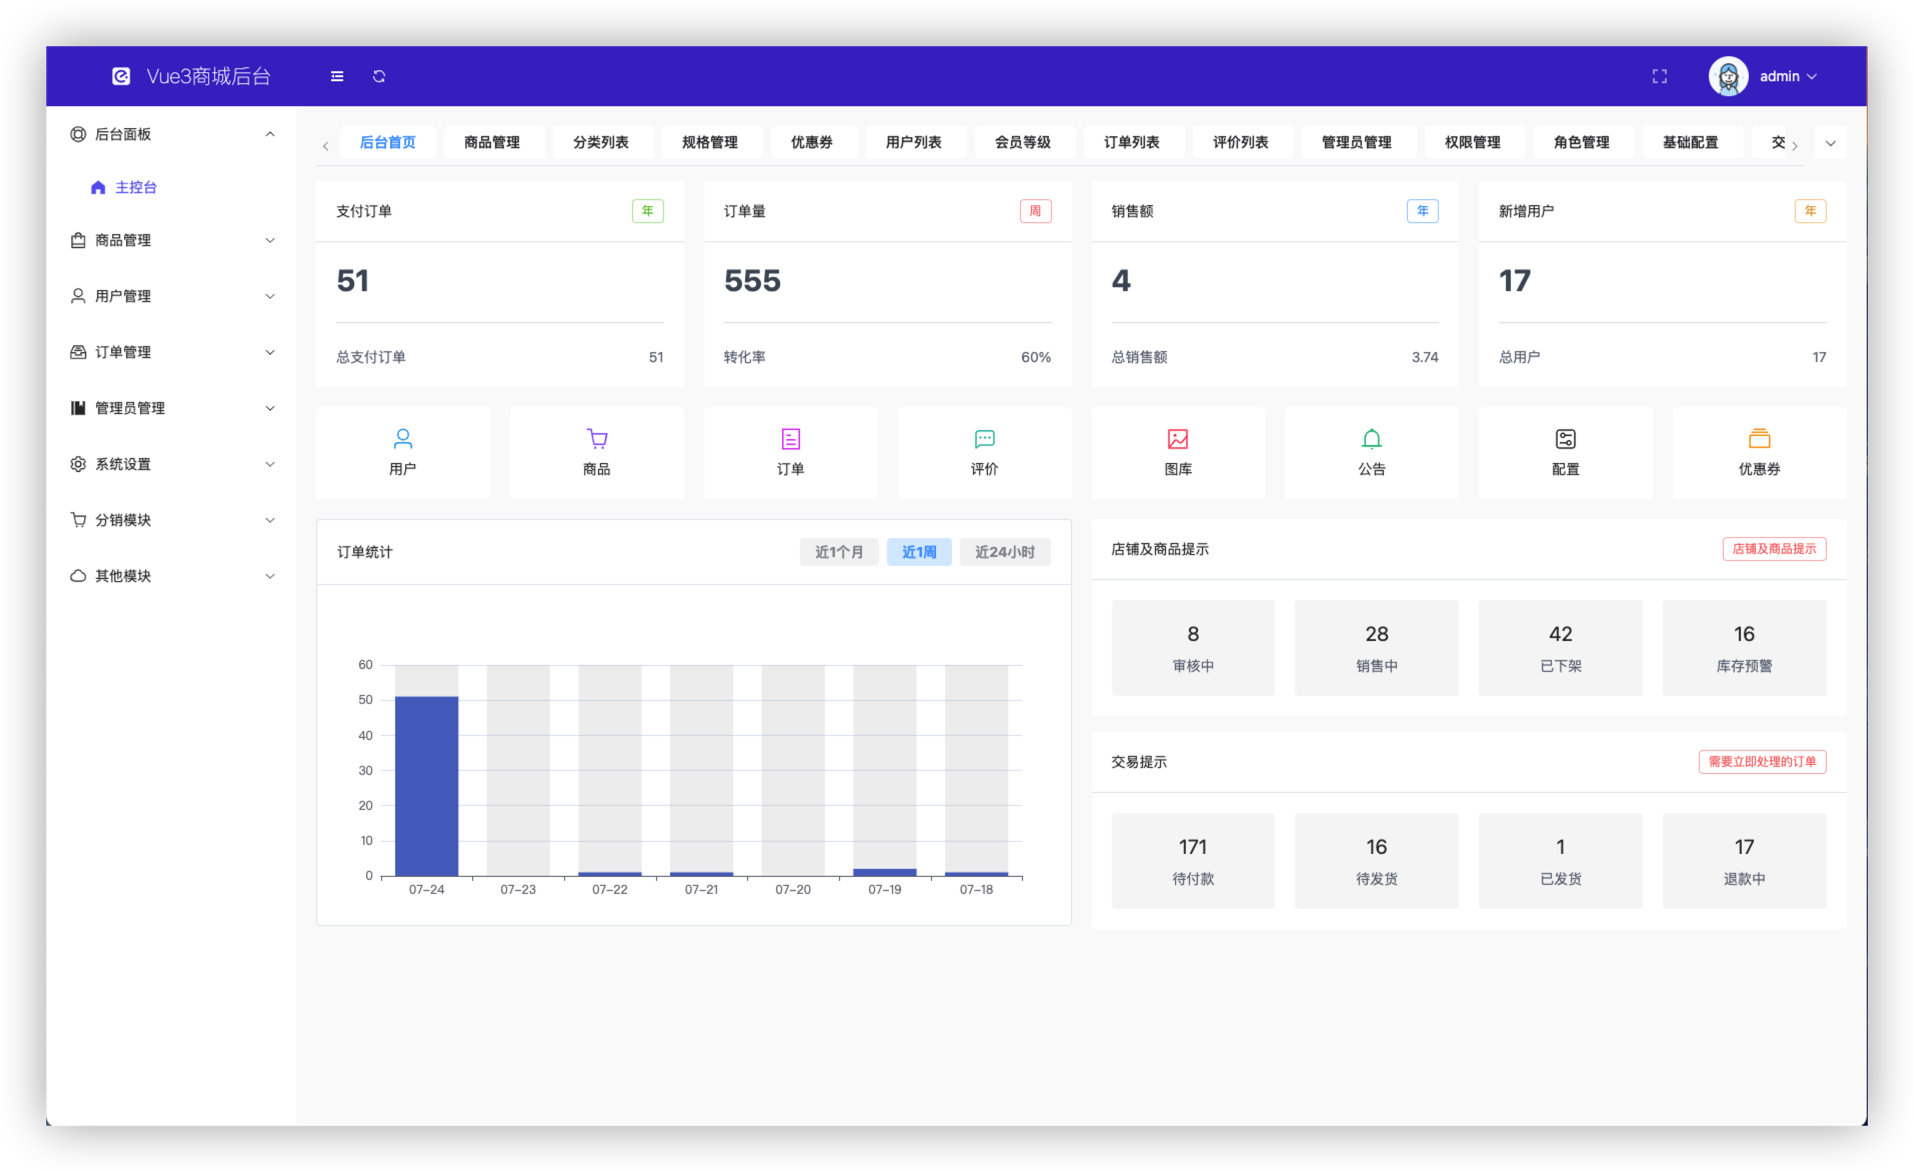 Vue3商城后台
admin
后台面板
主控台
商品管理
用户管理
订单管理
管理员管理
系统设置
分销模块
其他模块
后台首页 商品管理 分类列表 规格管理 优惠券 用户列表 会员等级 订单列表 评价列表 管理员管理 权限管理 角色管理 基础配置 交
支付订单 年
51
总支付订单 51
订单量 周
555
转化率 60%
销售额 年
4
总销售额 3.74
新增用户 年
17
总用户 17
用户 商品 订单 评价 图库 公告 配置 优惠券
订单统计 近1个月 近1周 近24小时
60
50
40
30
20
10
0
07-24 07-23 07-22 07-21 07-20 07-19 07-18
店铺及商品提示 店铺及商品提示
8 28 42 16
审核中 销售中 已下架 库存预警
交易提示 需要立即处理的订单
171 16 1 17
待付款 待发货 已发货 退款中